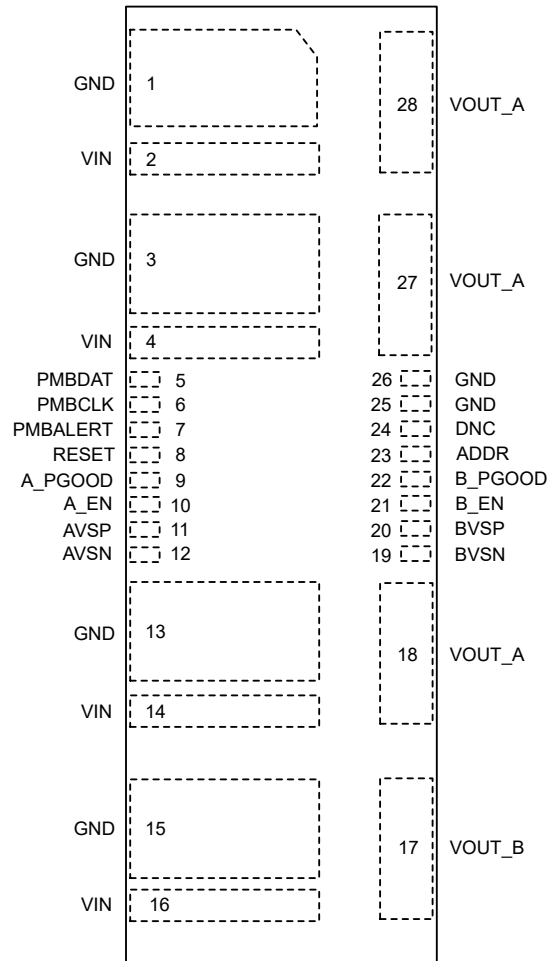 GND 1 28 VOUT_A
VIN 2
GND 3 27 VOUT_A
VIN 4
PMBDAT 5 26 GND
PMBCLK 6 25 GND
PMBALERT 7 24 DNC
RESET 8 23 ADDR
A_PGOOD 9 22 B_PGOOD
A_EN 10 21 B_EN
AVSP 11 20 BVSP
AVSN 12 19 BVSN
GND 13 18 VOUT_A
VIN 14
GND 15 17 VOUT_B
VIN 16